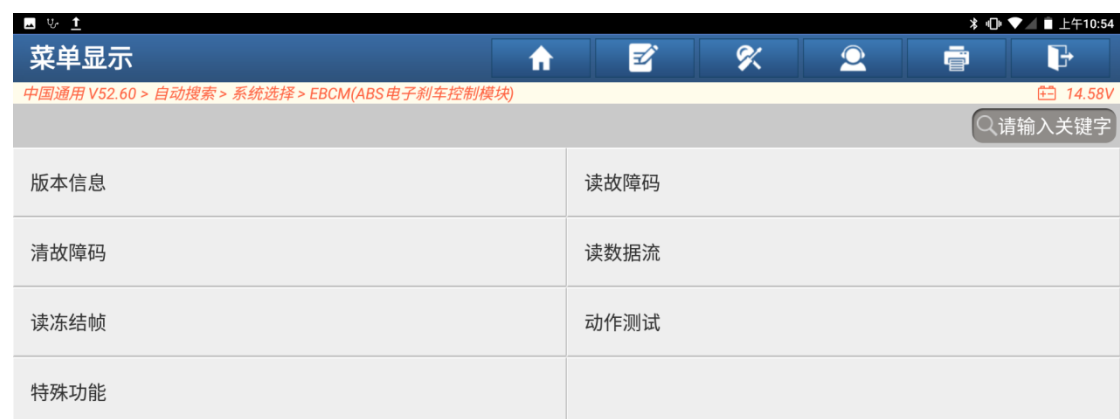 上午10:54
菜单显示
中国通用 V52.60 > 自动搜索 > 系统选择 > EBCM(ABS电子刹车控制模块) 14.58V
请输入关键字
版本信息 读故障码
清故障码 读数据流
读冻结帧 动作测试
特殊功能